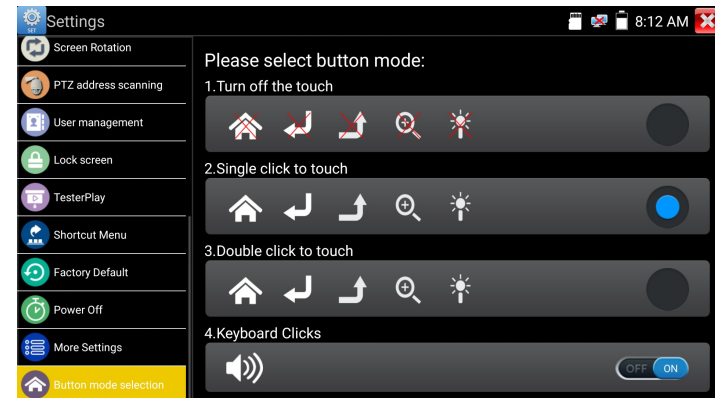 SET
Settings
8:12 AM
Screen Rotation
PTZ address scanning
User management
Lock screen
TesterPlay
Shortcut Menu
Factory Default
Power Off
More Settings
Button mode selection
Please select button mode:
1.Turn off the touch
2.Single click to touch
3.Double click to touch
4.Keyboard Clicks
OFF ON